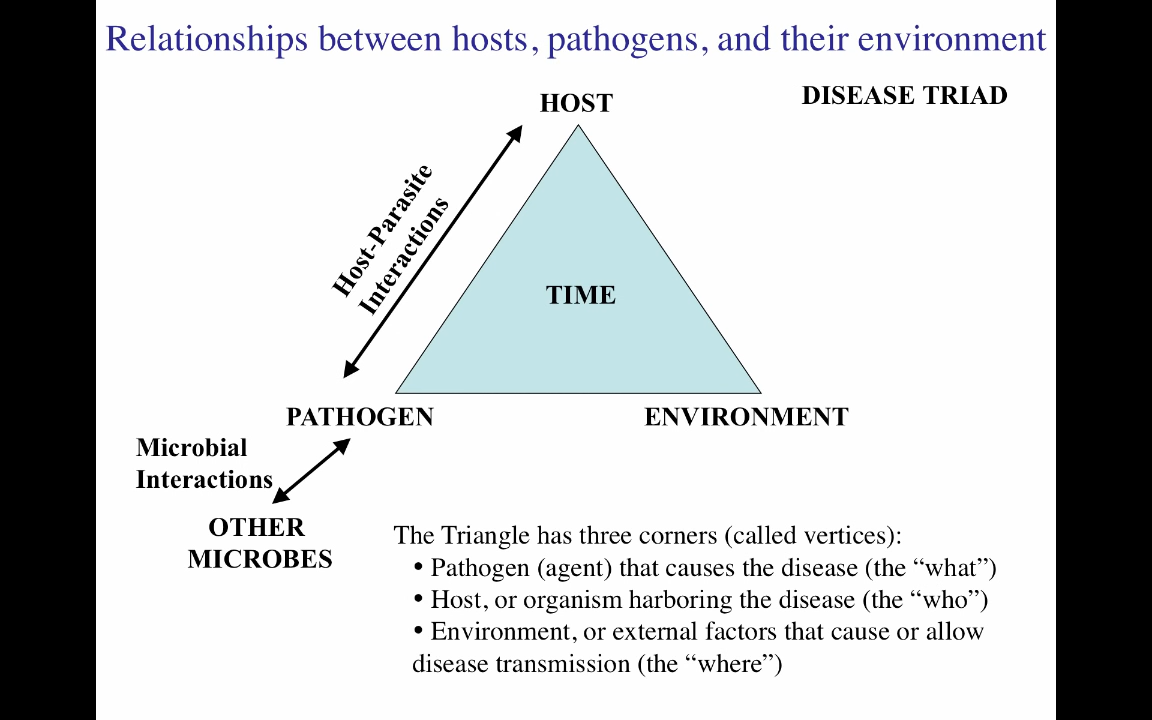 Relationships between hosts, pathogens, and their environment
DISEASE TRIAD
HOST
Host-Parasite
Interactions
TIME
PATHOGEN
ENVIRONMENT
Microbial
Interactions
OTHER
MICROBES
The Triangle has three corners (called vertices):
• Pathogen (agent) that causes the disease (the “what”)
• Host, or organism harboring the disease (the “who”)
• Environment, or external factors that cause or allow
disease transmission (the “where”)